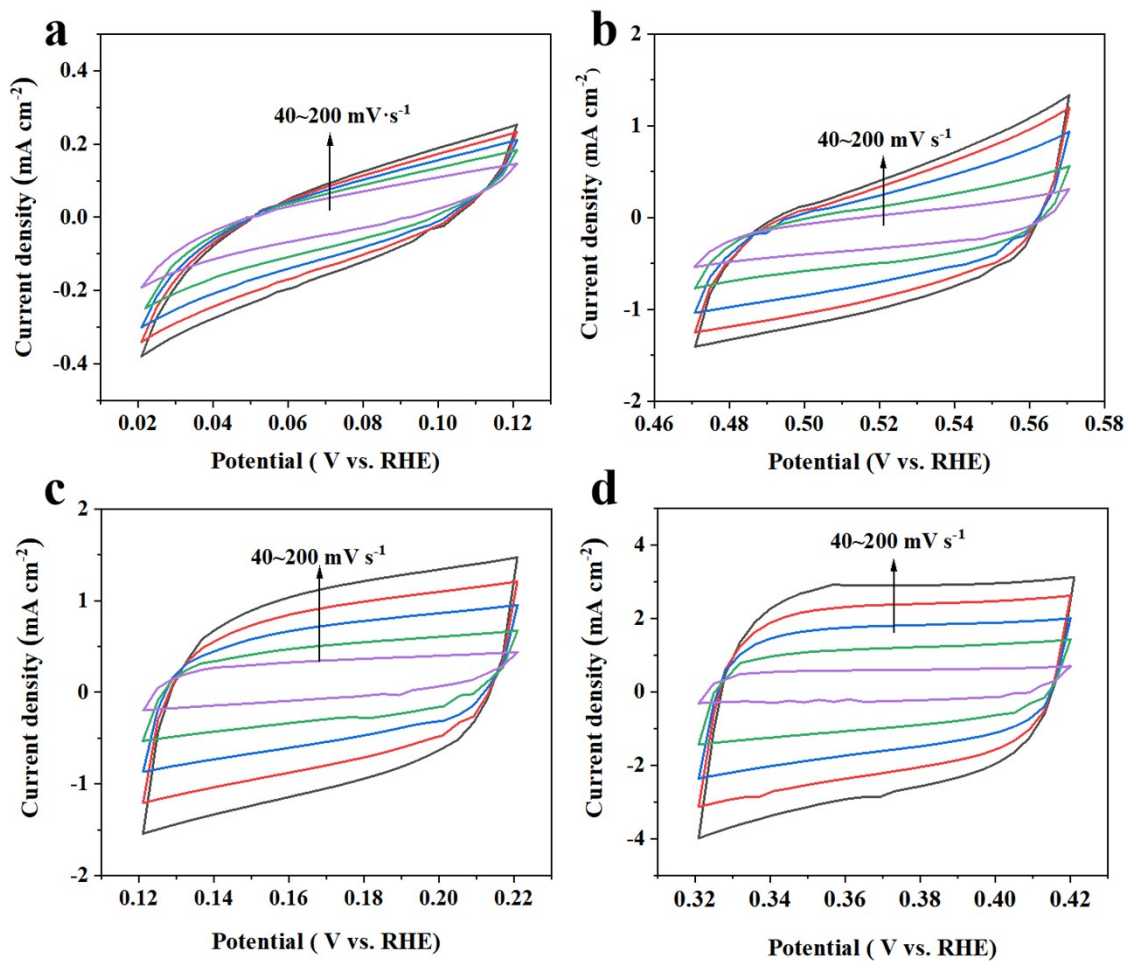 a
Current density (mA cm-2)
0.4
0.2
0.0
-0.2
-0.4
40~200 mV·s-1
0.02
0.04
0.06
0.08
0.10
0.12
Potential ( V vs. RHE)
b
Current density (mA cm-2)
2
1
0
-1
-2
40~200 mV s-1
0.46
0.48
0.50
0.52
0.54
0.56
0.58
Potential (V vs. RHE)
c
Current density (mA cm-2)
2
1
0
-1
-2
40~200 mV s-1
0.12
0.14
0.16
0.18
0.20
0.22
Potential ( V vs. RHE)
d
Current density (mA cm-2)
4
2
0
-2
-4
40~200 mV s-1
0.32
0.34
0.36
0.38
0.40
0.42
Potential ( V vs. RHE)